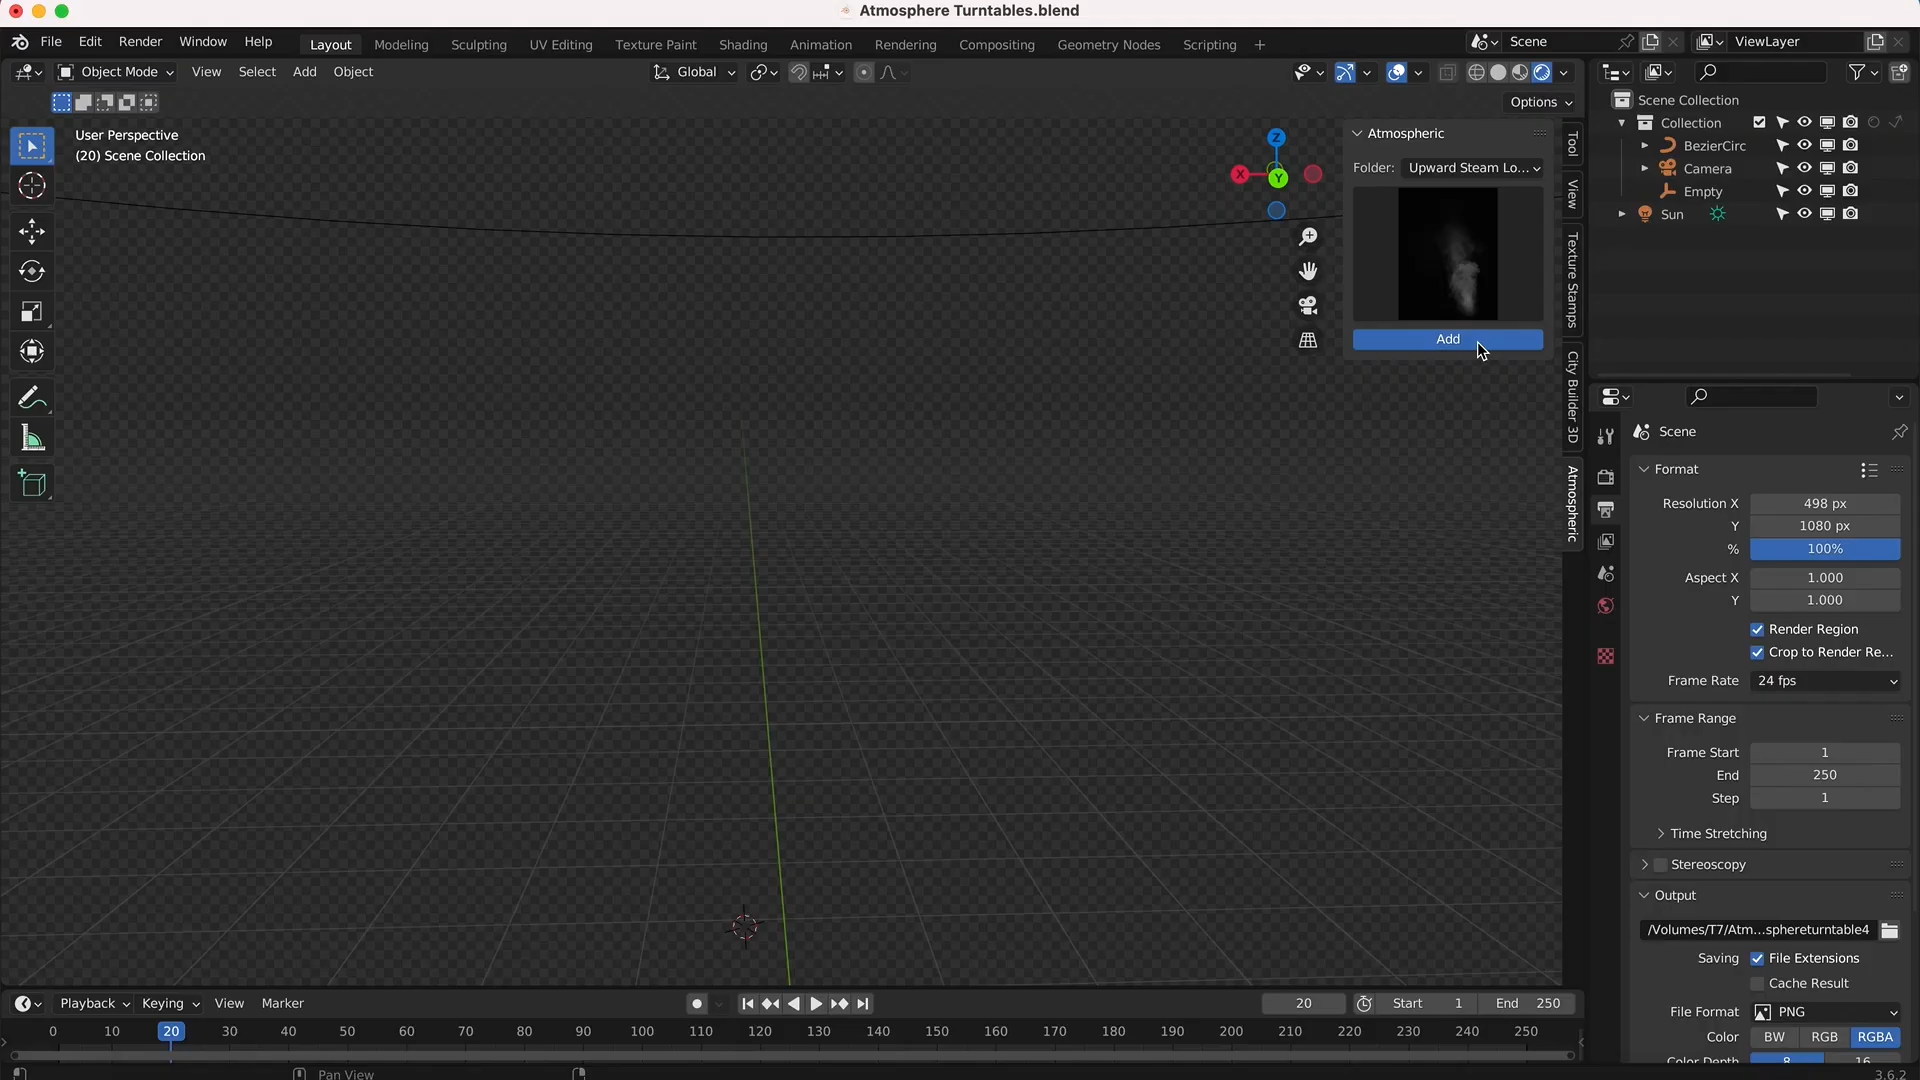 Atmosphere Turntables.blend
File Edit Render Window Help Layout Modeling Sculpting UV Editing Texture Paint Shading Animation Rendering Compositing Geometry Nodes Scripting + Scene ViewLayer
Object Mode View Select Add Object Global
Options
User Perspective
(20) Scene Collection
Z
X
Y
Atmospheric
Folder: Upward Steam Lo...
Add
Tool
View
Texture Stamps
City Builder 3D
Atmospheric
Scene Collection
Collection
BezierCirc
Camera
Empty
Sun
Scene
Format
Resolution X 498 px
Y 1080 px
% 100%
Aspect X 1.000
Y 1.000
Render Region
Crop to Render Re...
Frame Rate 24 fps
Frame Range
Frame Start 1
End 250
Step 1
Time Stretching
Stereoscopy
Output
/Volumes/T7/Atm...sphereturntable4
Saving File Extensions
Cache Result
File Format PNG
Color BW RGB RGBA
Color Depth 8 16
Playback Keying View Marker 20 Start 1 End 250
0 10 20 30 40 50 60 70 80 90 100 110 120 130 140 150 160 170 180 190 200 210 220 230 240 250
Pan View 3.6.2